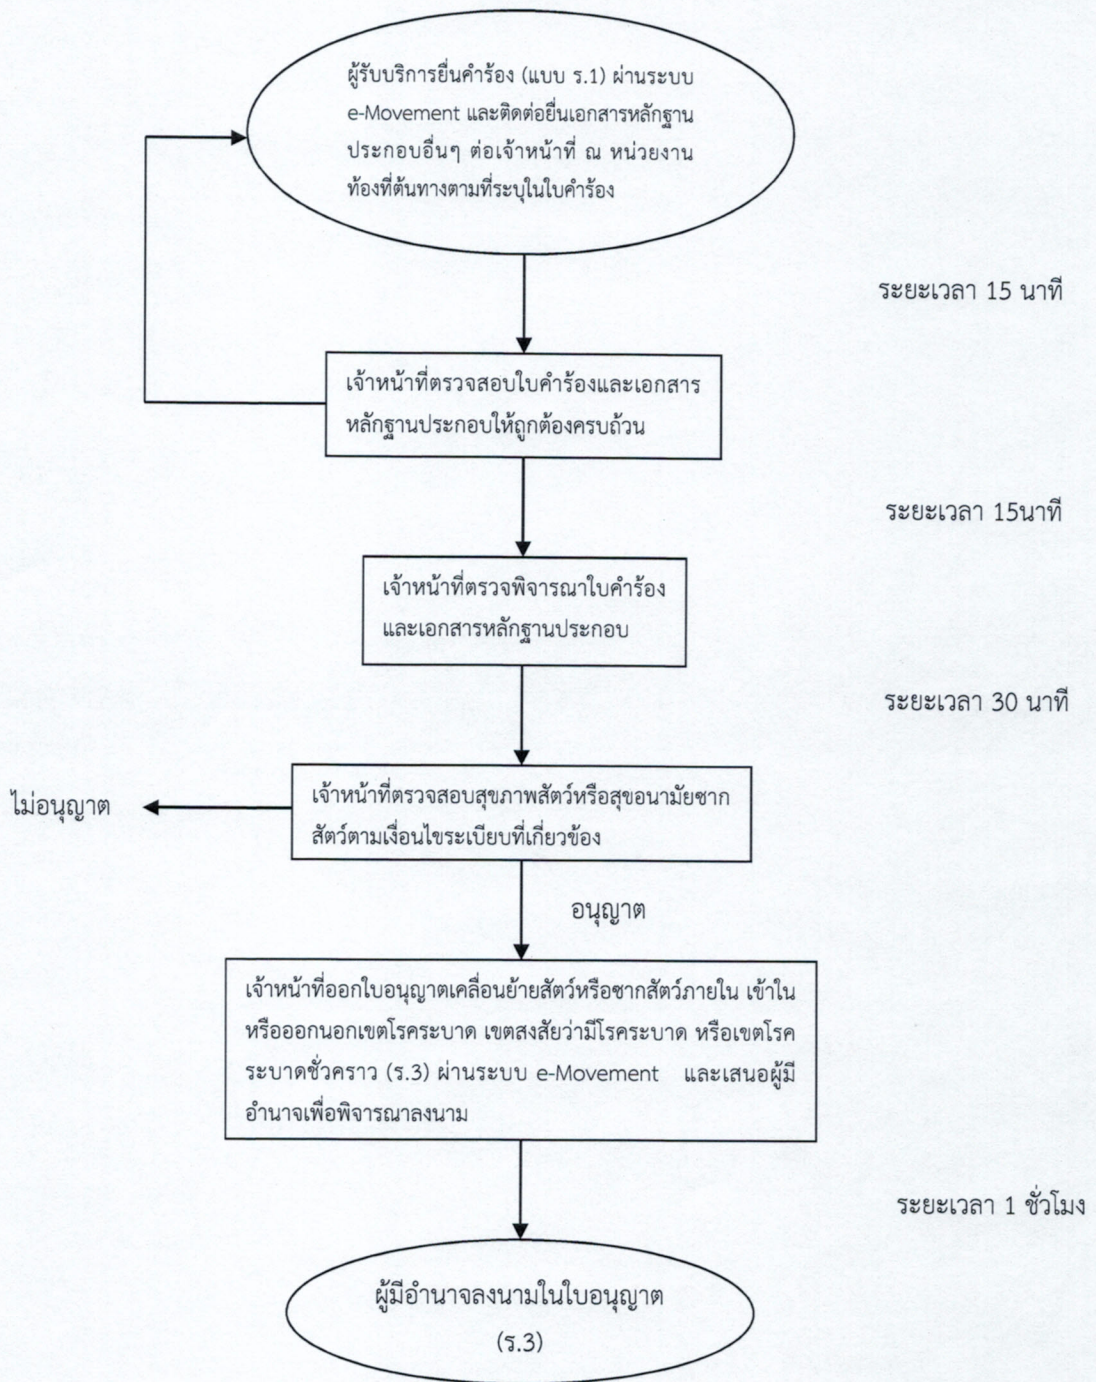 ผู้รับบริการยื่นคำร้อง (แบบ ร.1) ผ่านระบบ
e-Movement และติดต่อยื่นเอกสารหลักฐาน
ประกอบอื่นๆ ต่อเจ้าหน้าที่ ณ หน่วยงาน
ท้องที่ต้นทางตามที่ระบุในใบคำร้อง
ระยะเวลา 15 นาที
เจ้าหน้าที่ตรวจสอบใบคำร้องและเอกสาร
หลักฐานประกอบให้ถูกต้องครบถ้วน
ระยะเวลา 15นาที
เจ้าหน้าที่ตรวจพิจารณาใบคำร้อง
และเอกสารหลักฐานประกอบ
ระยะเวลา 30 นาที
เจ้าหน้าที่ตรวจสอบสุขภาพสัตว์หรือสุขอนามัยซาก
สัตว์ตามเงื่อนไขระเบียบที่เกี่ยวข้อง
ไม่อนุญาต
อนุญาต
เจ้าหน้าที่ออกใบอนุญาตเคลื่อนย้ายสัตว์หรือซากสัตว์ภายใน เข้าใน
หรือออกนอกเขตโรคระบาด เขตสงสัยว่ามีโรคระบาด หรือเขตโรค
ระบาดชั่วคราว (ร.3) ผ่านระบบ e-Movement และเสนอผู้มี
อำนาจเพื่อพิจารณาลงนาม
ระยะเวลา 1 ชั่วโมง
ผู้มีอำนาจลงนามในใบอนุญาต
(ร.3)